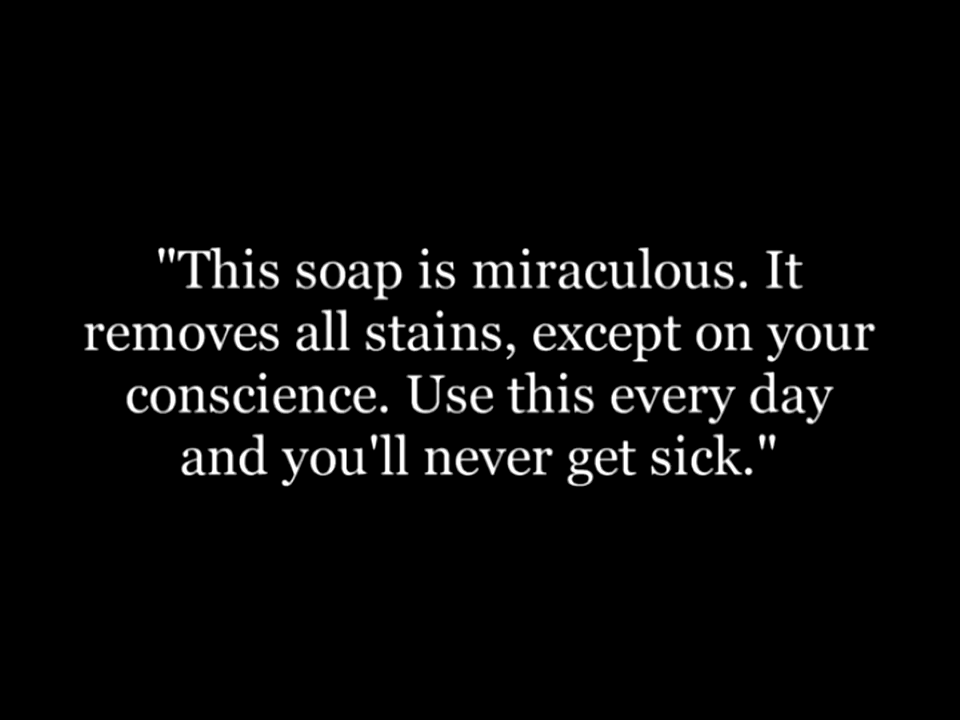 "This soap is miraculous. It
removes all stains, except on your
conscience. Use this every day
and you'll never get sick."